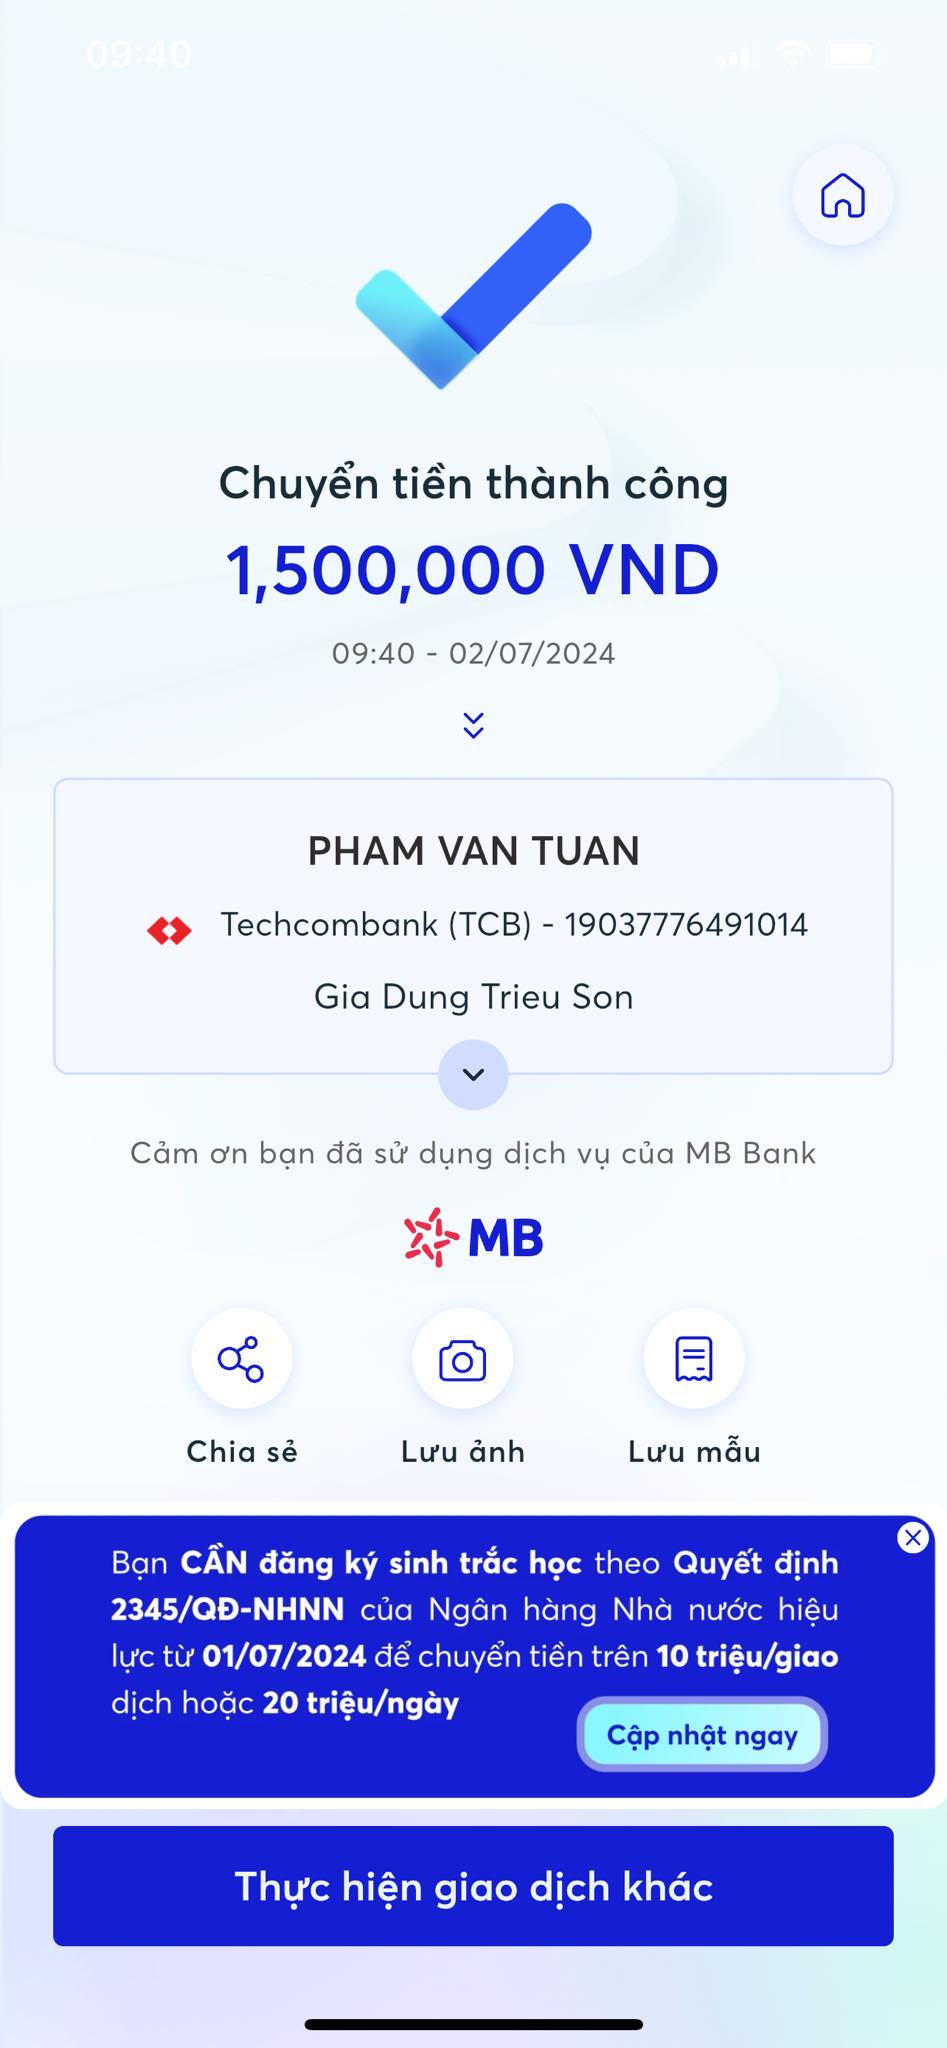 09:40
Chuyển tiền thành công
1,500,000 VND
09:40 - 02/07/2024
PHAM VAN TUAN
Techcombank (TCB) - 19037776491014
Gia Dung Trieu Son
Cảm ơn bạn đã sử dụng dịch vụ của MB Bank
MB
Chia sẻ
Lưu ảnh
Lưu mẫu
Bạn CẦN đăng ký sinh trắc học theo Quyết định
2345/QĐ-NHNN của Ngân hàng Nhà nước hiệu
lực từ 01/07/2024 để chuyển tiền trên 10 triệu/giao
dịch hoặc 20 triệu/ngày
Cập nhật ngay
Thực hiện giao dịch khác